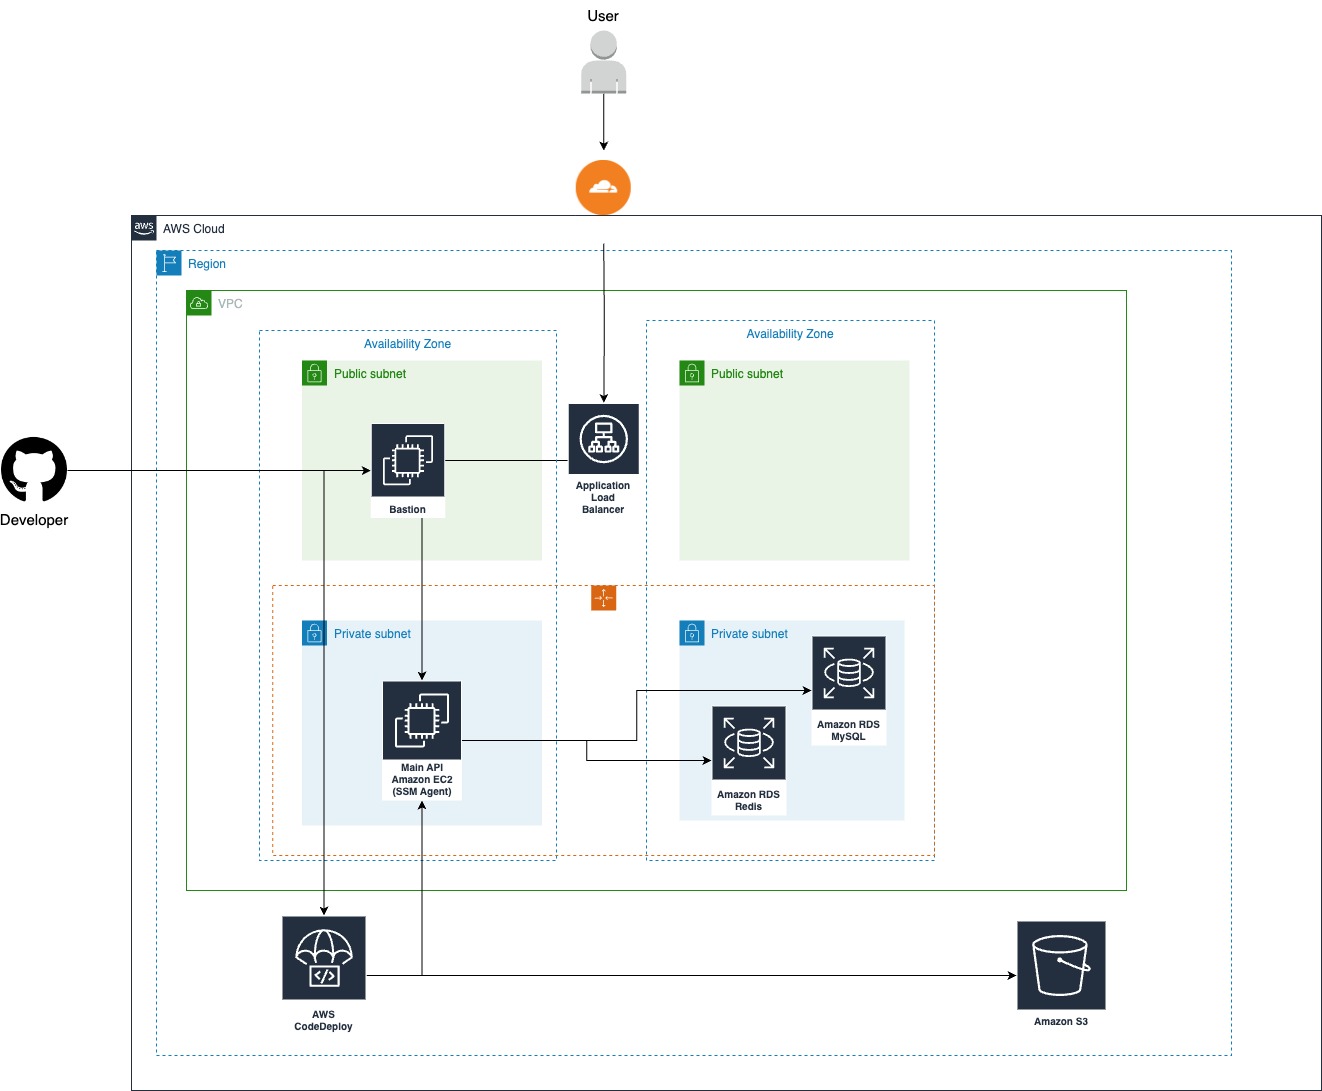 User
aws
AWS Cloud
Region
VPC
Availability Zone
Availability Zone
Public subnet
Public subnet
Developer
Bastion
Application
Load
Balancer
Private subnet
Private subnet
Main API
Amazon EC2
(SSM Agent)
Amazon RDS
MySQL
Amazon RDS
Redis
</>
AWS
CodeDeploy
Amazon S3